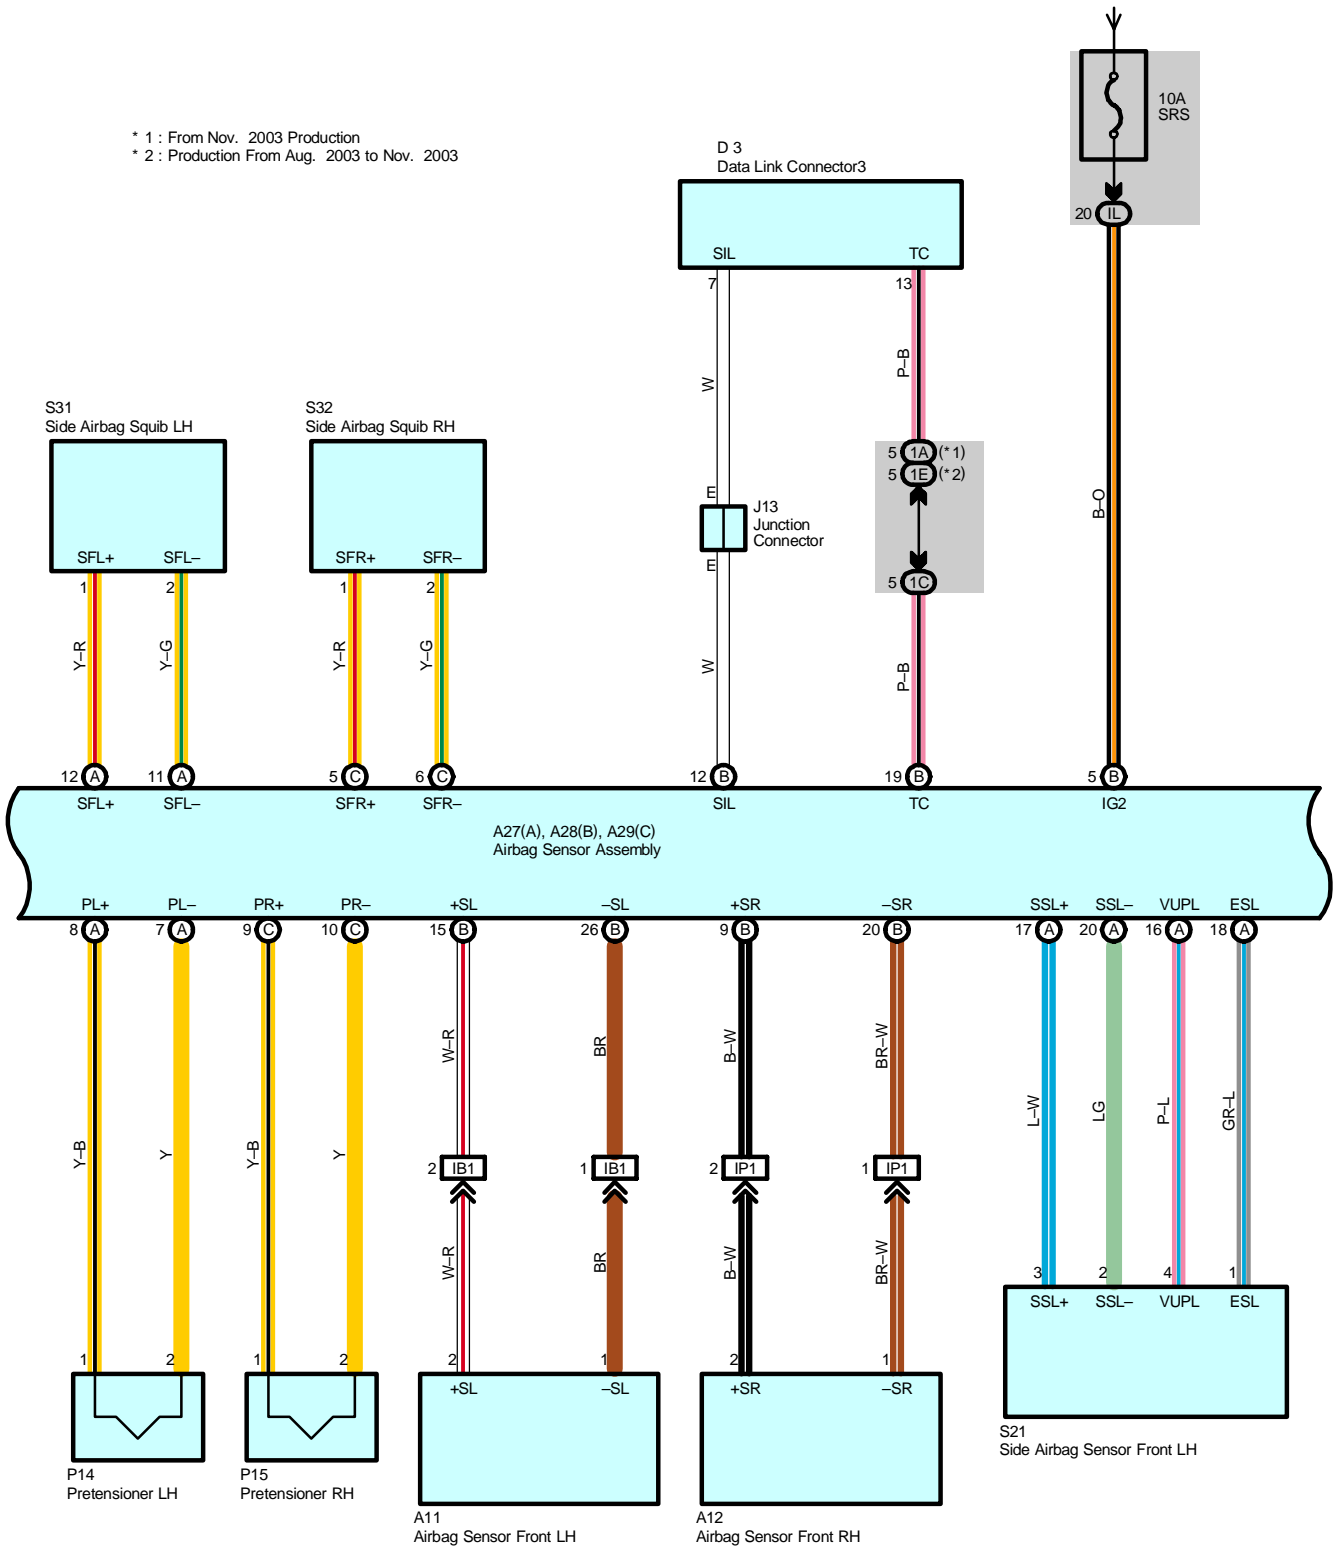 10A
SRS
20 IL
* 1 : From Nov. 2003 Production
* 2 : Production From Aug. 2003 to Nov. 2003
D 3
Data Link Connector3
SIL TC
7 13
W P–B B–O
S31
Side Airbag Squib LH
S32
Side Airbag Squib RH
5 1A (* 1)
5 1E (* 2)
E
J13
Junction
Connector
E
5 1C
SFL+ SFL– SFR+ SFR–
1 2 1 2
Y–R Y–G Y–R Y–G W P–B
12 A 11 A 5 C 6 C 12 B 19 B 5 B
SFL+ SFL– SFR+ SFR– SIL TC IG2
A27(A), A28(B), A29(C)
Airbag Sensor Assembly
PL+ PL– PR+ PR– +SL –SL +SR –SR SSL+ SSL– VUPL ESL
8 A 7 A 9 C 10 C 15 B 26 B 9 B 20 B 17 A 20 A 16 A 18 A
W–R BR B–W BR–W
L–W LG P–L GR–L
Y–B Y Y–B Y
2 IB1 1 IB1 2 IP1 1 IP1
W–R BR B–W BR–W
3 2 4 1
SSL+ SSL– VUPL ESL
1 2 1 2 2 1 2 1
+SL –SL +SR –SR
S21
Side Airbag Sensor Front LH
P14
Pretensioner LH
P15
Pretensioner RH
A11
Airbag Sensor Front LH
A12
Airbag Sensor Front RH